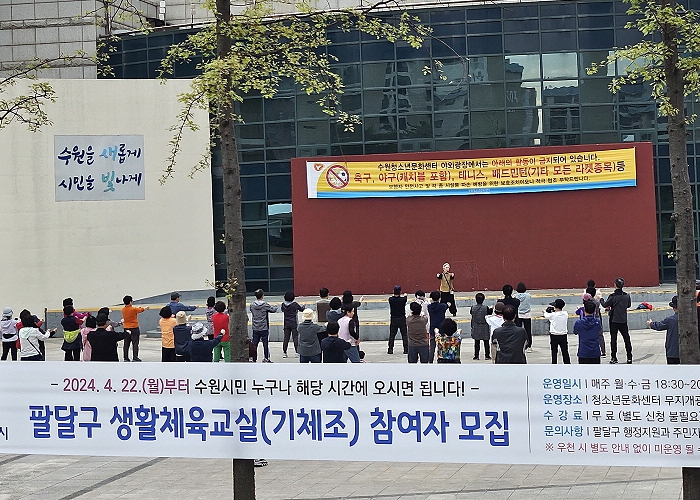 수원을 새롭게
시민을 빛나게
수원청소년문화센터 야외광장에서는 아래의 활동이 금지되어 있습니다.
축구, 야구(캐치볼 포함), 테니스, 배드민턴(기타 모든 라켓종목) 등
- 2024. 4. 22.(월)부터 수원시민 누구나 해당 시간에 오시면 됩니다! -
팔달구 생활체육교실(기체조) 참여자 모집
시
운영일시 | 매주 월·수·금 18:30~20
운영장소 | 청소년문화센터 무지개광
수 강 료 | 무 료 (별도 신청 불필요
문의사항 | 팔달구 행정지원과 주민자
※ 우천 시 별도 안내 없이 미운영 될 수